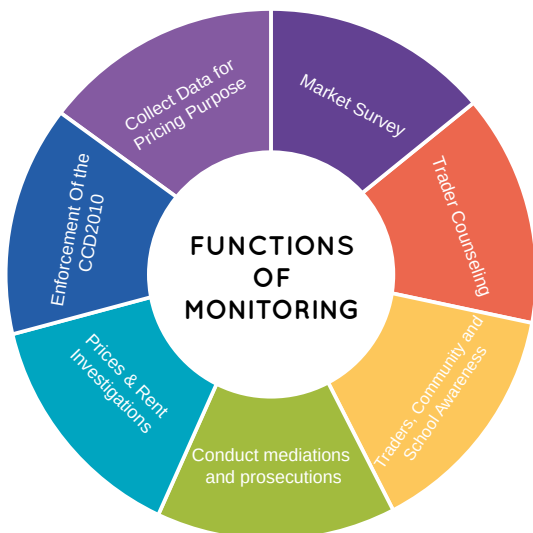 FUNCTIONS
OF
MONITORING
Market Survey
Trader Counseling
Traders, Community and
School Awareness
Conduct mediations
and prosecutions
Prices & Rent
Investigations
Enforcement Of the
CCD2010
Collect Data for
Pricing Purpose